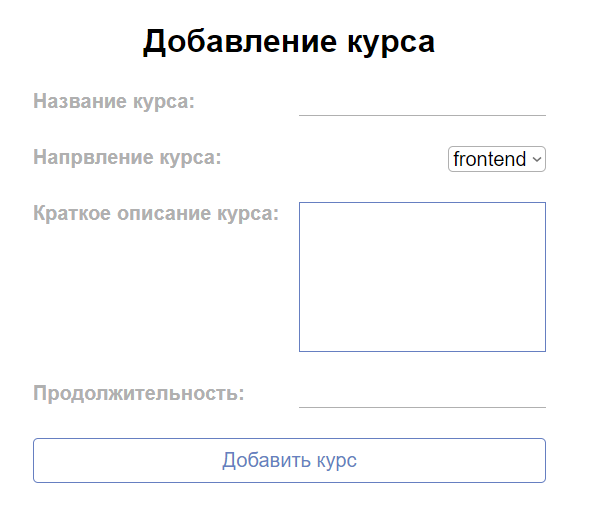 Добавление курса
Название курса:
Напрвление курса:
frontend
Краткое описание курса:
Продолжительность:
Добавить курс